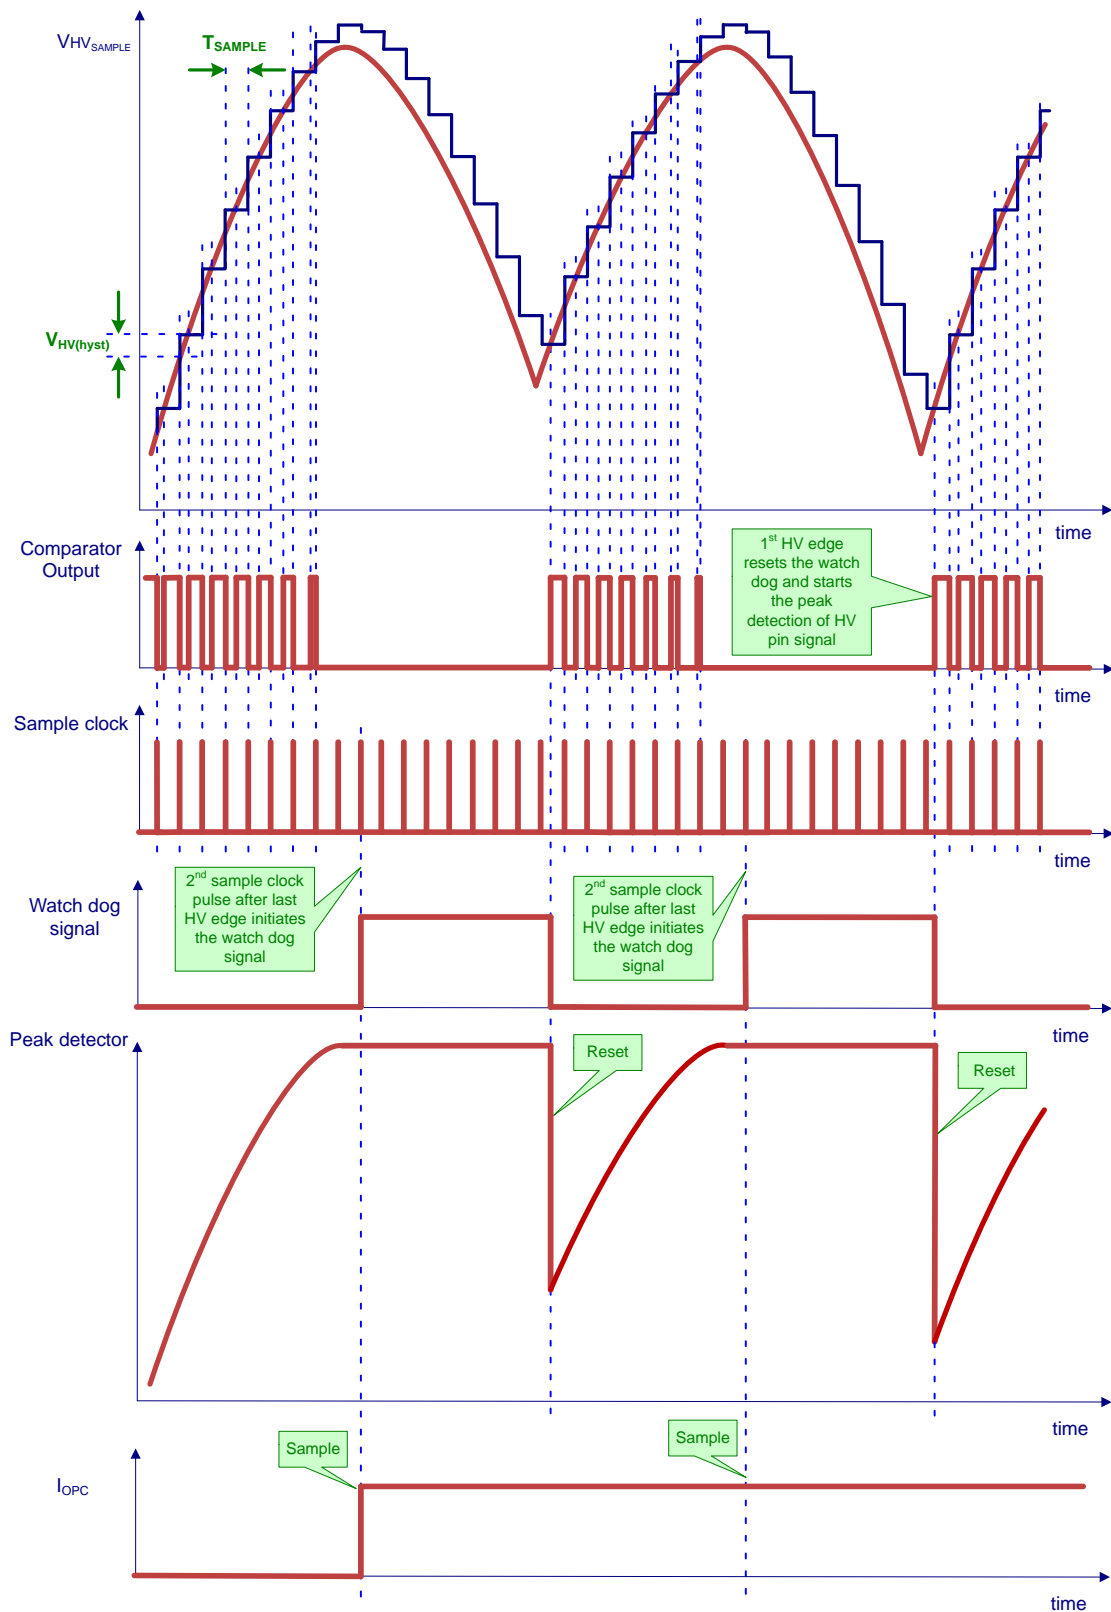 VHV SAMPLE
TSAMPLE
VHV(hyst)
time
Comparator
Output
1st HV edge
resets the watch
dog and starts
the peak
detection of HV
pin signal
time
Sample clock
time
2nd sample clock
pulse after last
HV edge initiates
the watch dog
signal
2nd sample clock
pulse after last
HV edge initiates
the watch dog
signal
Watch dog
signal
time
Peak detector
Reset
Reset
time
Sample
Sample
IOPC
time